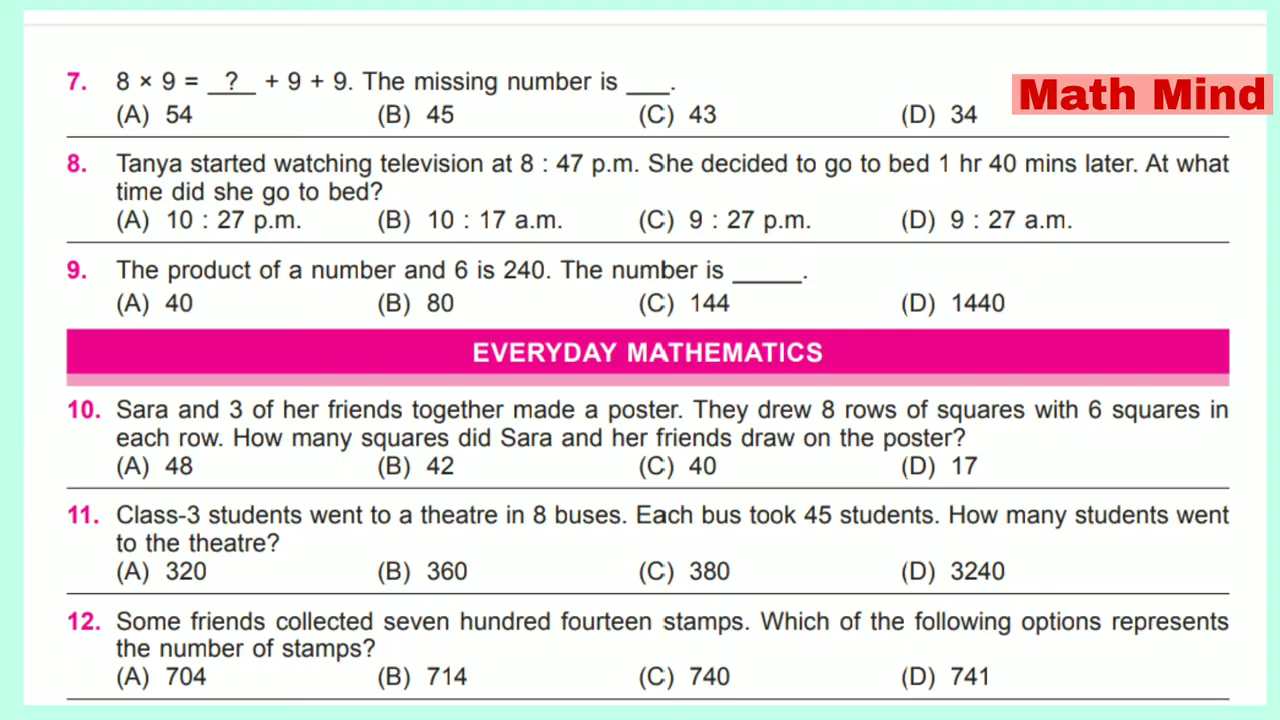 Math Mind
7. 8 × 9 = __?__ + 9 + 9. The missing number is ___.
(A) 54 (B) 45 (C) 43 (D) 34
8. Tanya started watching television at 8 : 47 p.m. She decided to go to bed 1 hr 40 mins later. At what
time did she go to bed?
(A) 10 : 27 p.m. (B) 10 : 17 a.m. (C) 9 : 27 p.m. (D) 9 : 27 a.m.
9. The product of a number and 6 is 240. The number is _____.
(A) 40 (B) 80 (C) 144 (D) 1440
EVERYDAY MATHEMATICS
10. Sara and 3 of her friends together made a poster. They drew 8 rows of squares with 6 squares in
each row. How many squares did Sara and her friends draw on the poster?
(A) 48 (B) 42 (C) 40 (D) 17
11. Class-3 students went to a theatre in 8 buses. Each bus took 45 students. How many students went
to the theatre?
(A) 320 (B) 360 (C) 380 (D) 3240
12. Some friends collected seven hundred fourteen stamps. Which of the following options represents
the number of stamps?
(A) 704 (B) 714 (C) 740 (D) 741